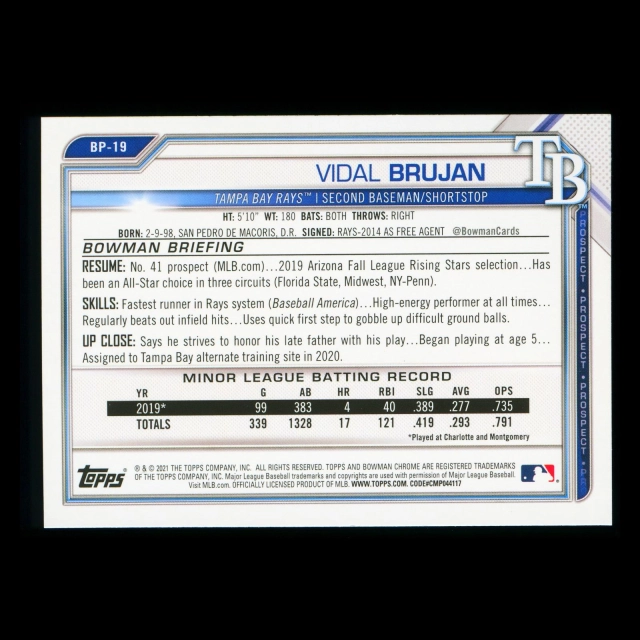 BP-19
TB
VIDAL BRUJAN
TAMPA BAY RAYS™ | SECOND BASEMAN/SHORTSTOP
HT: 5'10" WT: 180 BATS: BOTH THROWS: RIGHT
BORN: 2-9-98, SAN PEDRO DE MACORIS, D.R. SIGNED: RAYS-2014 AS FREE AGENT @BowmanCards
BOWMAN BRIEFING
RESUME: No. 41 prospect (MLB.com)...2019 Arizona Fall League Rising Stars selection...Has
been an All-Star choice in three circuits (Florida State, Midwest, NY-Penn).
SKILLS: Fastest runner in Rays system (Baseball America)...High-energy performer at all times...
Regularly beats out infield hits...Uses quick first step to gobble up difficult ground balls.
UP CLOSE: Says he strives to honor his late father with his play...Began playing at age 5...
Assigned to Tampa Bay alternate training site in 2020.
MINOR LEAGUE BATTING RECORD
YR G AB HR RBI SLG AVG OPS
2019* 99 383 4 40 .389 .277 .735
TOTALS 339 1328 17 121 .419 .293 .791
*Played at Charlotte and Montgomery
Topps
® & © 2021 THE TOPPS COMPANY, INC. ALL RIGHTS RESERVED. TOPPS AND BOWMAN CHROME ARE REGISTERED TRADEMARKS
OF THE TOPPS COMPANY, INC. Major League Baseball trademarks and copyrights are used with permission of Major League Baseball.
Visit MLB.com. OFFICIALLY LICENSED PRODUCT OF MLB. WWW.TOPPS.COM. CODE#CMP044117
PROSPECT • PROSPECT • PROSPECT • PROSPECT • PR